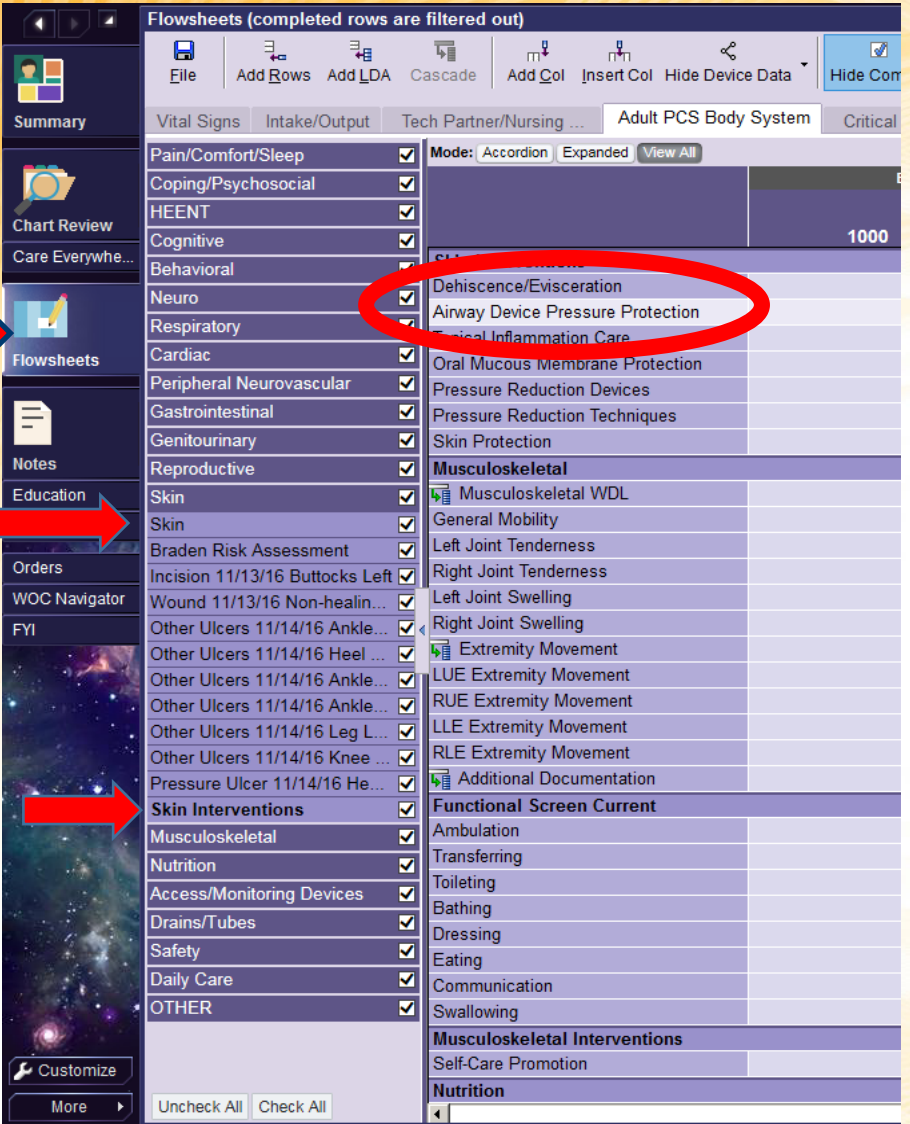 Flowsheets (completed rows are filtered out)
File
Add Rows
Add LDA
Cascade
Add Col
Insert Col
Hide Device Data
Hide Com
Vital Signs
Intake/Output
Tech Partner/Nursing ...
Adult PCS Body System
Critical
Summary
Chart Review
Care Everywhe...
Flowsheets
Notes
Education
Orders
WOC Navigator
FYI
Customize
More
Pain/Comfort/Sleep
Coping/Psychosocial
HEENT
Cognitive
Behavioral
Neuro
Respiratory
Cardiac
Peripheral Neurovascular
Gastrointestinal
Genitourinary
Reproductive
Skin
Skin
Braden Risk Assessment
Incision 11/13/16 Buttocks Left
Wound 11/13/16 Non-healin...
Other Ulcers 11/14/16 Ankle...
Other Ulcers 11/14/16 Heel ...
Other Ulcers 11/14/16 Ankle...
Other Ulcers 11/14/16 Ankle...
Other Ulcers 11/14/16 Leg L...
Other Ulcers 11/14/16 Knee ...
Pressure Ulcer 11/14/16 He...
Skin Interventions
Musculoskeletal
Nutrition
Access/Monitoring Devices
Drains/Tubes
Safety
Daily Care
OTHER
Uncheck All
Check All
Mode: Accordion Expanded View All
1000
Dehiscence/Evisceration
Airway Device Pressure Protection
Inflammation Care
Oral Mucous Membrane Protection
Pressure Reduction Devices
Pressure Reduction Techniques
Skin Protection
Musculoskeletal
Musculoskeletal WDL
General Mobility
Left Joint Tenderness
Right Joint Tenderness
Left Joint Swelling
Right Joint Swelling
Extremity Movement
LUE Extremity Movement
RUE Extremity Movement
LLE Extremity Movement
RLE Extremity Movement
Additional Documentation
Functional Screen Current
Ambulation
Transferring
Toileting
Bathing
Dressing
Eating
Communication
Swallowing
Musculoskeletal Interventions
Self-Care Promotion
Nutrition